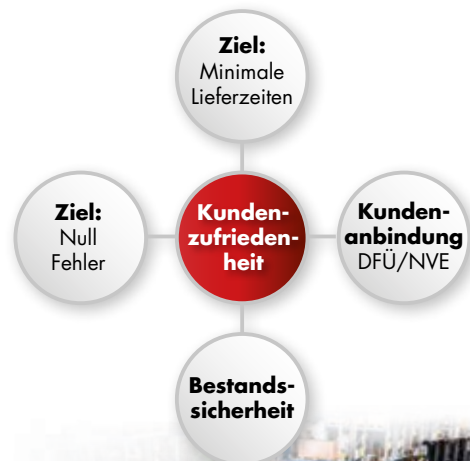 Ziel:
Minimale
Lieferzeiten
Ziel:
Null
Fehler
Kunden-
zufrieden-
heit
Kunden-
anbindung
DFÜ/NVE
Bestands-
sicherheit